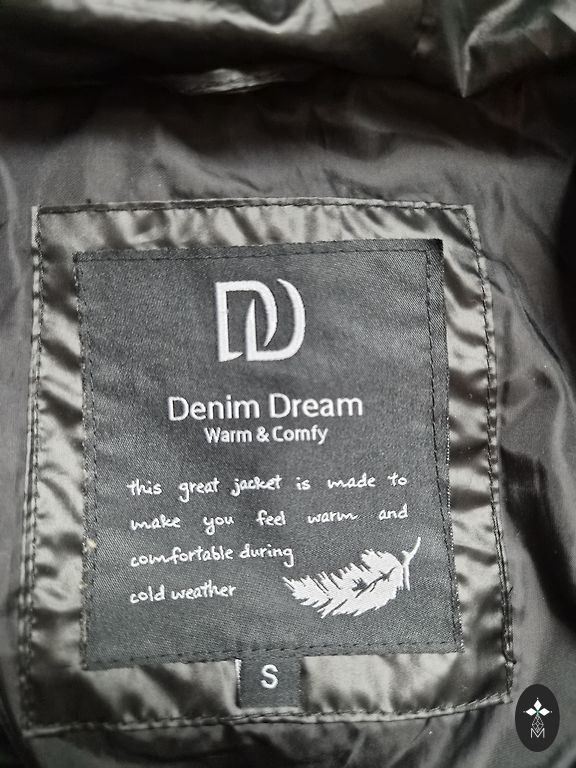 DD
Denim Dream
Warm & Comfy
this great jacket is made to
make you feel warm and
comfortable during
cold weather
S
M